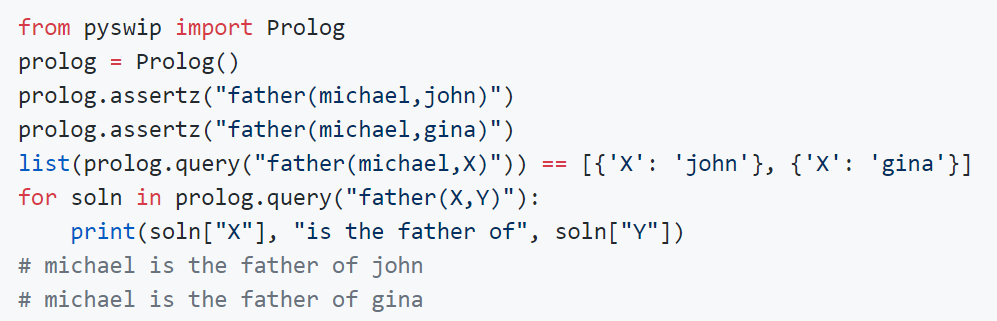 from pyswip import Prolog
prolog = Prolog()
prolog.assertz("father(michael,john)")
prolog.assertz("father(michael,gina)")
list(prolog.query("father(michael,X)")) == [{'X': 'john'}, {'X': 'gina'}]
for soln in prolog.query("father(X,Y)"):
    print(soln["X"], "is the father of", soln["Y"])
# michael is the father of john
# michael is the father of gina